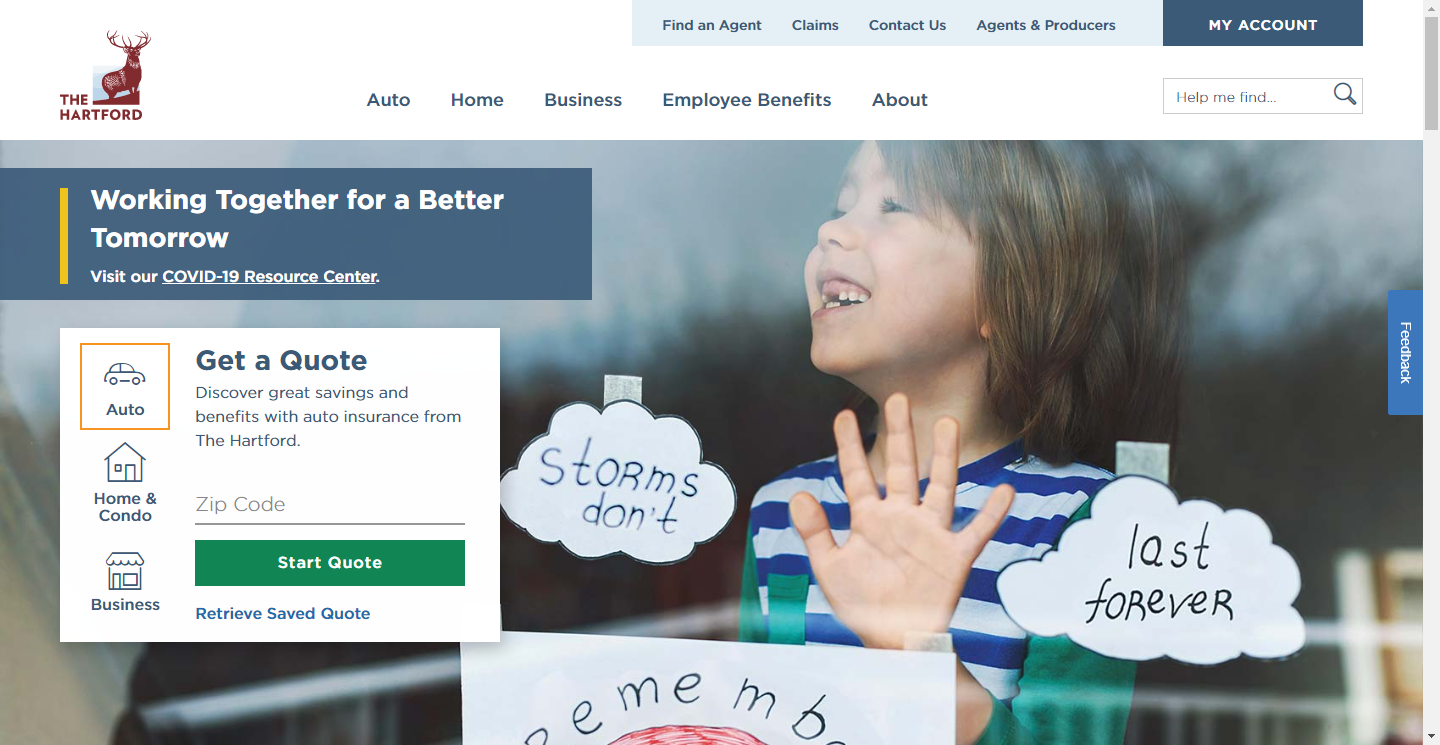 Find an Agent
Claims
Contact Us
Agents & Producers
MY ACCOUNT
THE
HARTFORD
Auto
Home
Business
Employee Benefits
About
Help me find...
Working Together for a Better
Tomorrow
Visit our COVID-19 Resource Center.
Auto
Home &
Condo
Business
Get a Quote
Discover great savings and
benefits with auto insurance from
The Hartford.
Zip Code
Start Quote
Retrieve Saved Quote
Feedback
STORMS
don't
last
foREVER